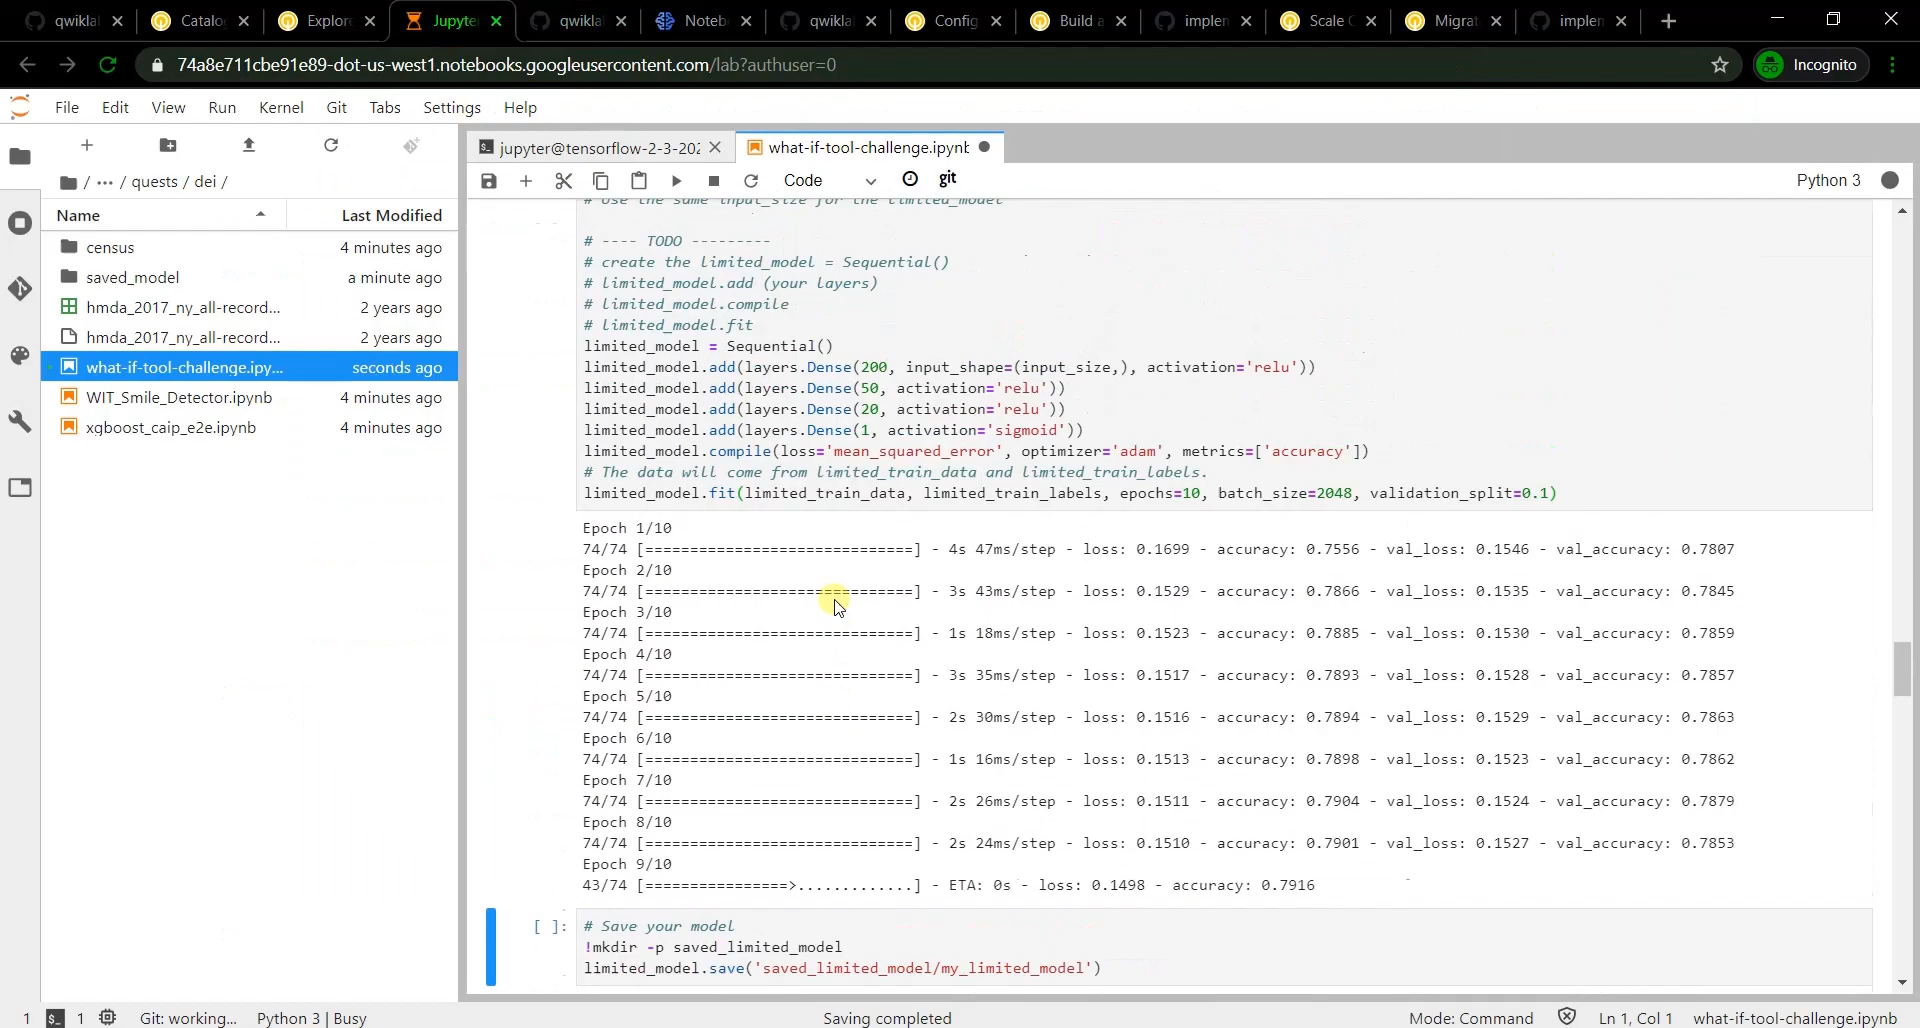 qwikla
Catalo
Explor
Jupyte
qwikla
Noteb
qwikla
Config
Build a
implem
Scale C
Migrat
implem
74a8e711cbe91e89-dot-us-west1.notebooks.googleusercontent.com/lab?authuser=0
Incognito
File Edit View Run Kernel Git Tabs Settings Help
/ ··· / quests / dei /
Name Last Modified
census 4 minutes ago
saved_model a minute ago
hmda_2017_ny_all-record... 2 years ago
hmda_2017_ny_all-record... 2 years ago
what-if-tool-challenge.ipy... seconds ago
WIT_Smile_Detector.ipynb 4 minutes ago
xgboost_caip_e2e.ipynb 4 minutes ago
jupyter@tensorflow-2-3-202
what-if-tool-challenge.ipynb
Code git Python 3
# Use the same input_size for the limited_model
# ---- TODO ---------
# create the limited_model = Sequential()
# limited_model.add (your layers)
# limited_model.compile
# limited_model.fit
limited_model = Sequential()
limited_model.add(layers.Dense(200, input_shape=(input_size,), activation='relu'))
limited_model.add(layers.Dense(50, activation='relu'))
limited_model.add(layers.Dense(20, activation='relu'))
limited_model.add(layers.Dense(1, activation='sigmoid'))
limited_model.compile(loss='mean_squared_error', optimizer='adam', metrics=['accuracy'])
# The data will come from limited_train_data and limited_train_labels.
limited_model.fit(limited_train_data, limited_train_labels, epochs=10, batch_size=2048, validation_split=0.1)
Epoch 1/10
74/74 [==============================] - 4s 47ms/step - loss: 0.1699 - accuracy: 0.7556 - val_loss: 0.1546 - val_accuracy: 0.7807
Epoch 2/10
74/74 [==============================] - 3s 43ms/step - loss: 0.1529 - accuracy: 0.7866 - val_loss: 0.1535 - val_accuracy: 0.7845
Epoch 3/10
74/74 [==============================] - 1s 18ms/step - loss: 0.1523 - accuracy: 0.7885 - val_loss: 0.1530 - val_accuracy: 0.7859
Epoch 4/10
74/74 [==============================] - 3s 35ms/step - loss: 0.1517 - accuracy: 0.7893 - val_loss: 0.1528 - val_accuracy: 0.7857
Epoch 5/10
74/74 [==============================] - 2s 30ms/step - loss: 0.1516 - accuracy: 0.7894 - val_loss: 0.1529 - val_accuracy: 0.7863
Epoch 6/10
74/74 [==============================] - 1s 16ms/step - loss: 0.1513 - accuracy: 0.7898 - val_loss: 0.1523 - val_accuracy: 0.7862
Epoch 7/10
74/74 [==============================] - 2s 26ms/step - loss: 0.1511 - accuracy: 0.7904 - val_loss: 0.1524 - val_accuracy: 0.7879
Epoch 8/10
74/74 [==============================] - 2s 24ms/step - loss: 0.1510 - accuracy: 0.7901 - val_loss: 0.1527 - val_accuracy: 0.7853
Epoch 9/10
43/74 [================>.............] - ETA: 0s - loss: 0.1498 - accuracy: 0.7916
[ ]: # Save your model
!mkdir -p saved_limited_model
limited_model.save('saved_limited_model/my_limited_model')
1 1 Git: working... Python 3 | Busy Saving completed Mode: Command Ln 1, Col 1 what-if-tool-challenge.ipynb